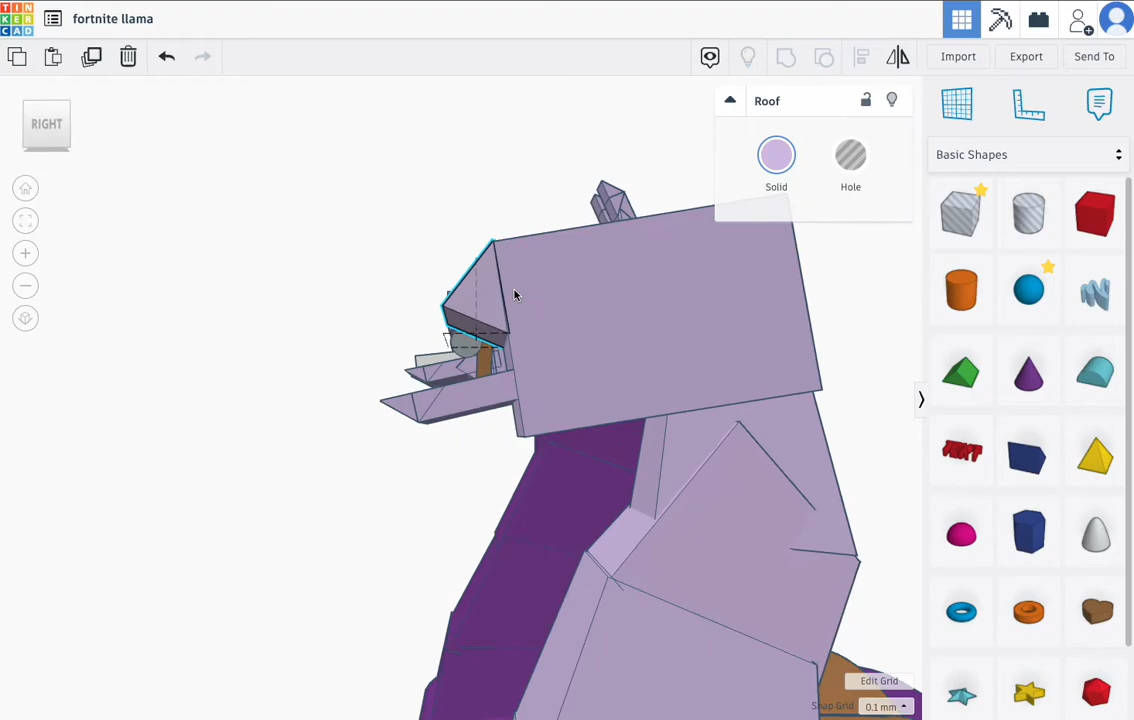 TIN
KER
CAD
fortnite llama
Import
Export
Send To
RIGHT
Roof
Solid
Hole
Basic Shapes
TEXT
Edit Grid
Snap Grid
0.1 mm